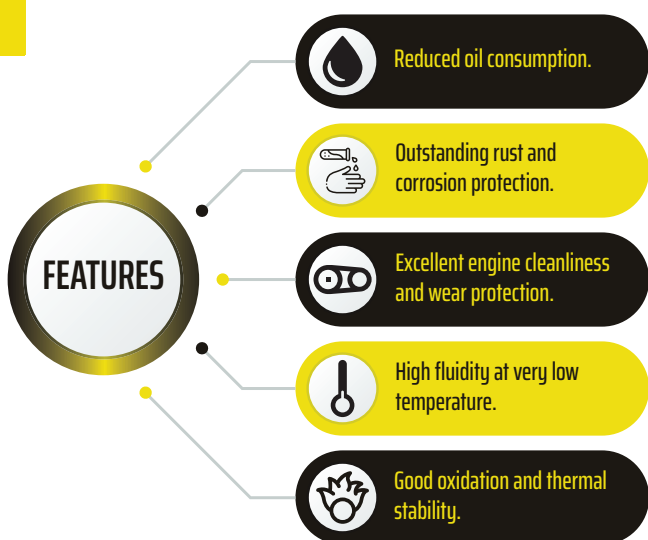 FEATURES
Reduced oil consumption.
Outstanding rust and
corrosion protection.
Excellent engine cleanliness
and wear protection.
High fluidity at very low
temperature.
Good oxidation and thermal
stability.